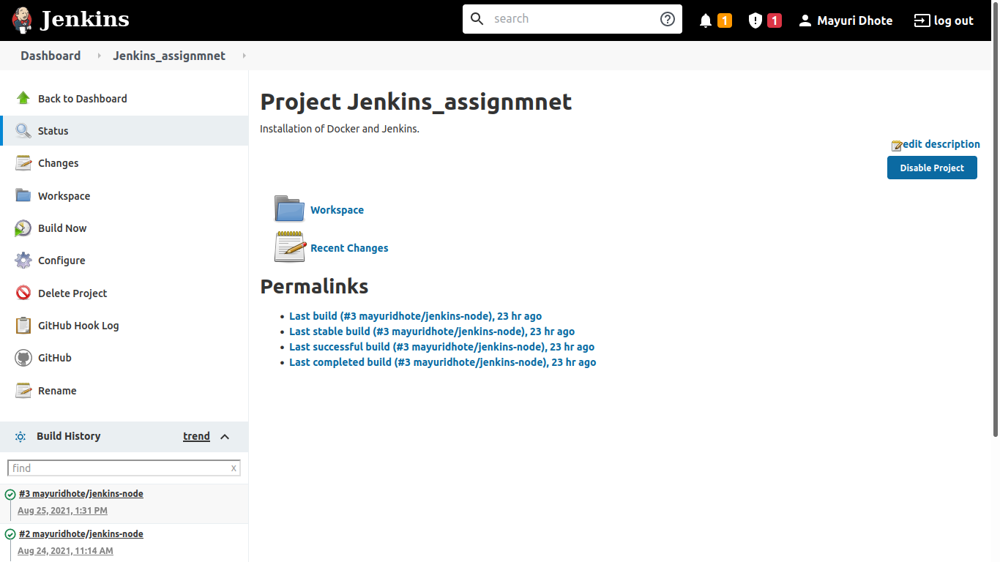 Jenkins
search
1
1
Mayuri Dhote
log out
Dashboard
Jenkins_assignmnet
Back to Dashboard
Status
Changes
Workspace
Build Now
Configure
Delete Project
GitHub Hook Log
GitHub
Rename
Build History
trend
find
x
#3 mayuridhote/jenkins-node
Aug 25, 2021, 1:31 PM
#2 mayuridhote/jenkins-node
Aug 24, 2021, 11:14 AM
Project Jenkins_assignmnet
Installation of Docker and Jenkins.
edit description
Disable Project
Workspace
Recent Changes
Permalinks
Last build (#3 mayuridhote/jenkins-node), 23 hr ago
Last stable build (#3 mayuridhote/jenkins-node), 23 hr ago
Last successful build (#3 mayuridhote/jenkins-node), 23 hr ago
Last completed build (#3 mayuridhote/jenkins-node), 23 hr ago